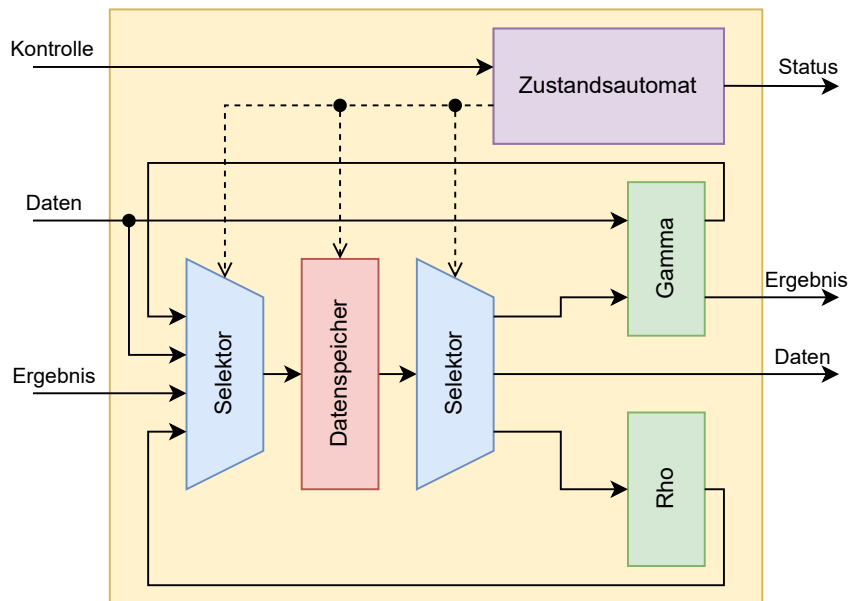 Kontrolle
Zustandsautomat
Status
Daten
Gamma
Ergebnis
Selektor
Datenspeicher
Selektor
Daten
Ergebnis
Rho